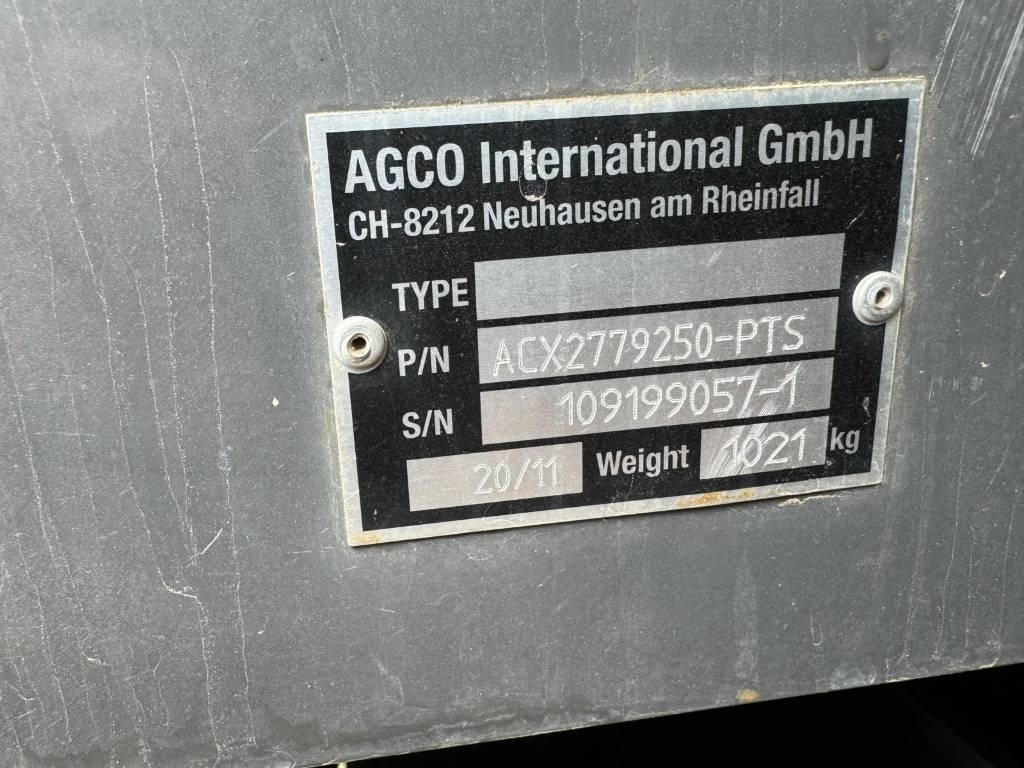 AGCO International GmbH
CH-8212 Neuhausen am Rheinfall
TYPE
P/N ACX2779250-PTS
S/N 109199057-1
20/11 Weight 1021 kg